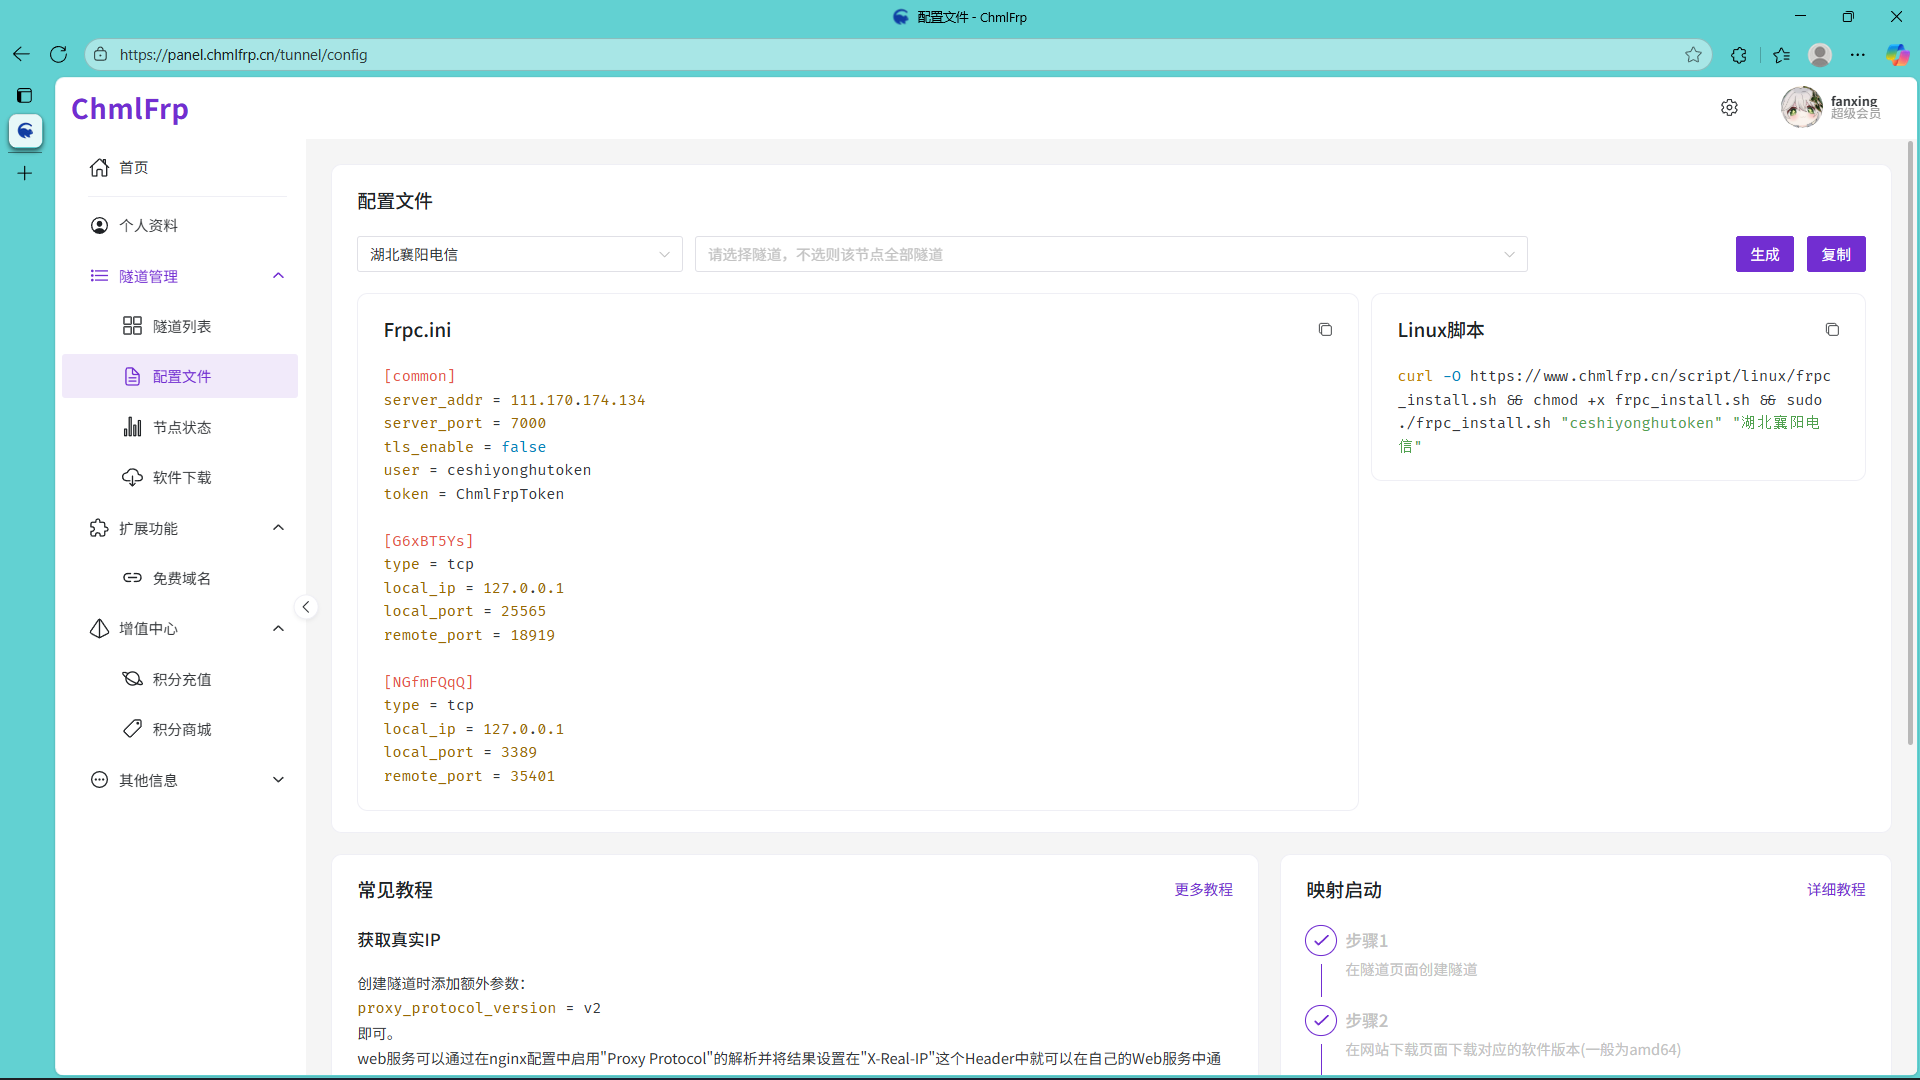 配置文件 - ChmlFrp
https://panel.chmlfrp.cn/tunnel/config
ChmlFrp
fanxing
超级会员
首页
个人资料
隧道管理
隧道列表
配置文件
节点状态
软件下载
扩展功能
免费域名
增值中心
积分充值
积分商城
其他信息
配置文件
湖北襄阳电信
请选择隧道，不选则该节点全部隧道
生成
复制
Frpc.ini
[common]
server_addr = 111.170.174.134
server_port = 7000
tls_enable = false
user = ceshiyonghutoken
token = ChmlFrpToken
[G6xBT5Ys]
type = tcp
local_ip = 127.0.0.1
local_port = 25565
remote_port = 18919
[NGfmFQqQ]
type = tcp
local_ip = 127.0.0.1
local_port = 3389
remote_port = 35401
Linux脚本
curl -O https://www.chmlfrp.cn/script/linux/frpc
_install.sh && chmod +x frpc_install.sh && sudo
./frpc_install.sh "ceshiyonghutoken" "湖北襄阳电
信"
常见教程
更多教程
获取真实IP
创建隧道时添加额外参数：
proxy_protocol_version = v2
即可。
web服务可以通过在nginx配置中启用"Proxy Protocol"的解析并将结果设置在"X-Real-IP"这个Header中就可以在自己的Web服务中通
映射启动
详细教程
步骤1
在隧道页面创建隧道
步骤2
在网站下载页面下载对应的软件版本(一般为amd64)